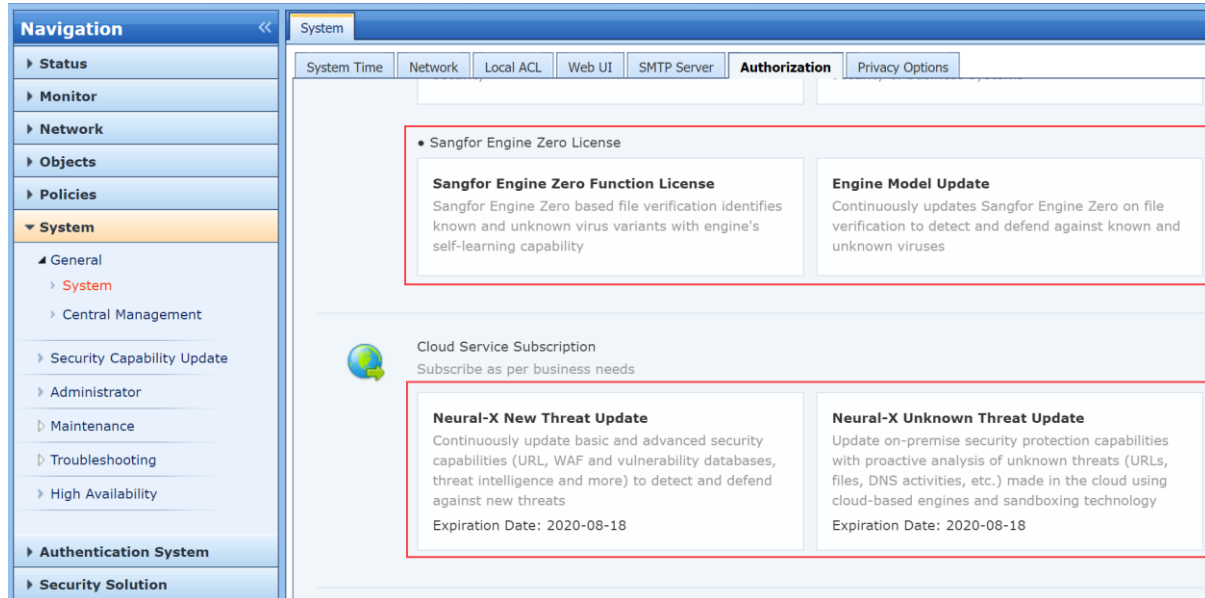 Navigation
Status
Monitor
Network
Objects
Policies
System
General
System
Central Management
Security Capability Update
Administrator
Maintenance
Troubleshooting
High Availability
Authentication System
Security Solution
System
System Time
Network
Local ACL
Web UI
SMTP Server
Authorization
Privacy Options
• Sangfor Engine Zero License
Sangfor Engine Zero Function License
Sangfor Engine Zero based file verification identifies
known and unknown virus variants with engine's
self-learning capability
Engine Model Update
Continuously updates Sangfor Engine Zero on file
verification to detect and defend against known and
unknown viruses
Cloud Service Subscription
Subscribe as per business needs
Neural-X New Threat Update
Continuously update basic and advanced security
capabilities (URL, WAF and vulnerability databases,
threat intelligence and more) to detect and defend
against new threats
Expiration Date: 2020-08-18
Neural-X Unknown Threat Update
Update on-premise security protection capabilities
with proactive analysis of unknown threats (URLs,
files, DNS activities, etc.) made in the cloud using
cloud-based engines and sandboxing technology
Expiration Date: 2020-08-18